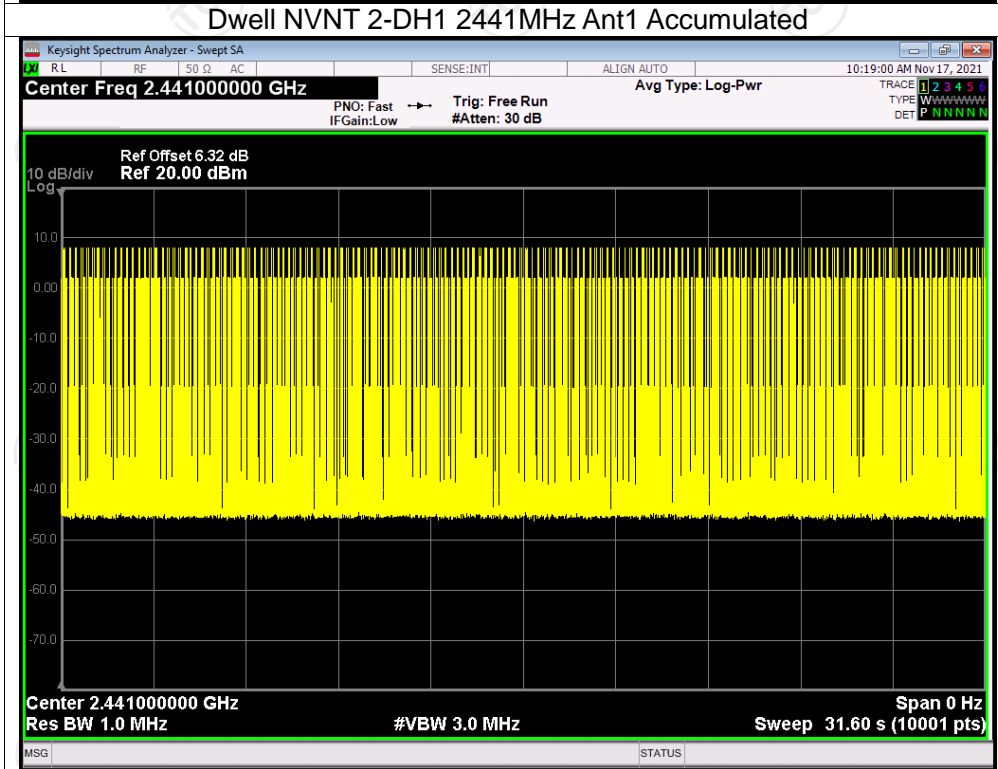 Dwell NVNT 2-DH1 2441MHz Ant1 Accumulated
Keysight Spectrum Analyzer - Swept SA
LXI RL RF 50 Ω AC SENSE:INT ALIGN AUTO 10:19:00 AM Nov 17, 2021
Center Freq 2.441000000 GHz
PNO: Fast
IFGain:Low
Trig: Free Run
#Atten: 30 dB
Avg Type: Log-Pwr
TRACE 1 2 3 4 5 6
TYPE WWWWWW
DET P N N N N N
Ref Offset 6.32 dB
10 dB/div Ref 20.00 dBm
Log
10.0
0.00
-10.0
-20.0
-30.0
-40.0
-50.0
-60.0
-70.0
Center 2.441000000 GHz Span 0 Hz
Res BW 1.0 MHz #VBW 3.0 MHz Sweep 31.60 s (10001 pts)
MSG STATUS